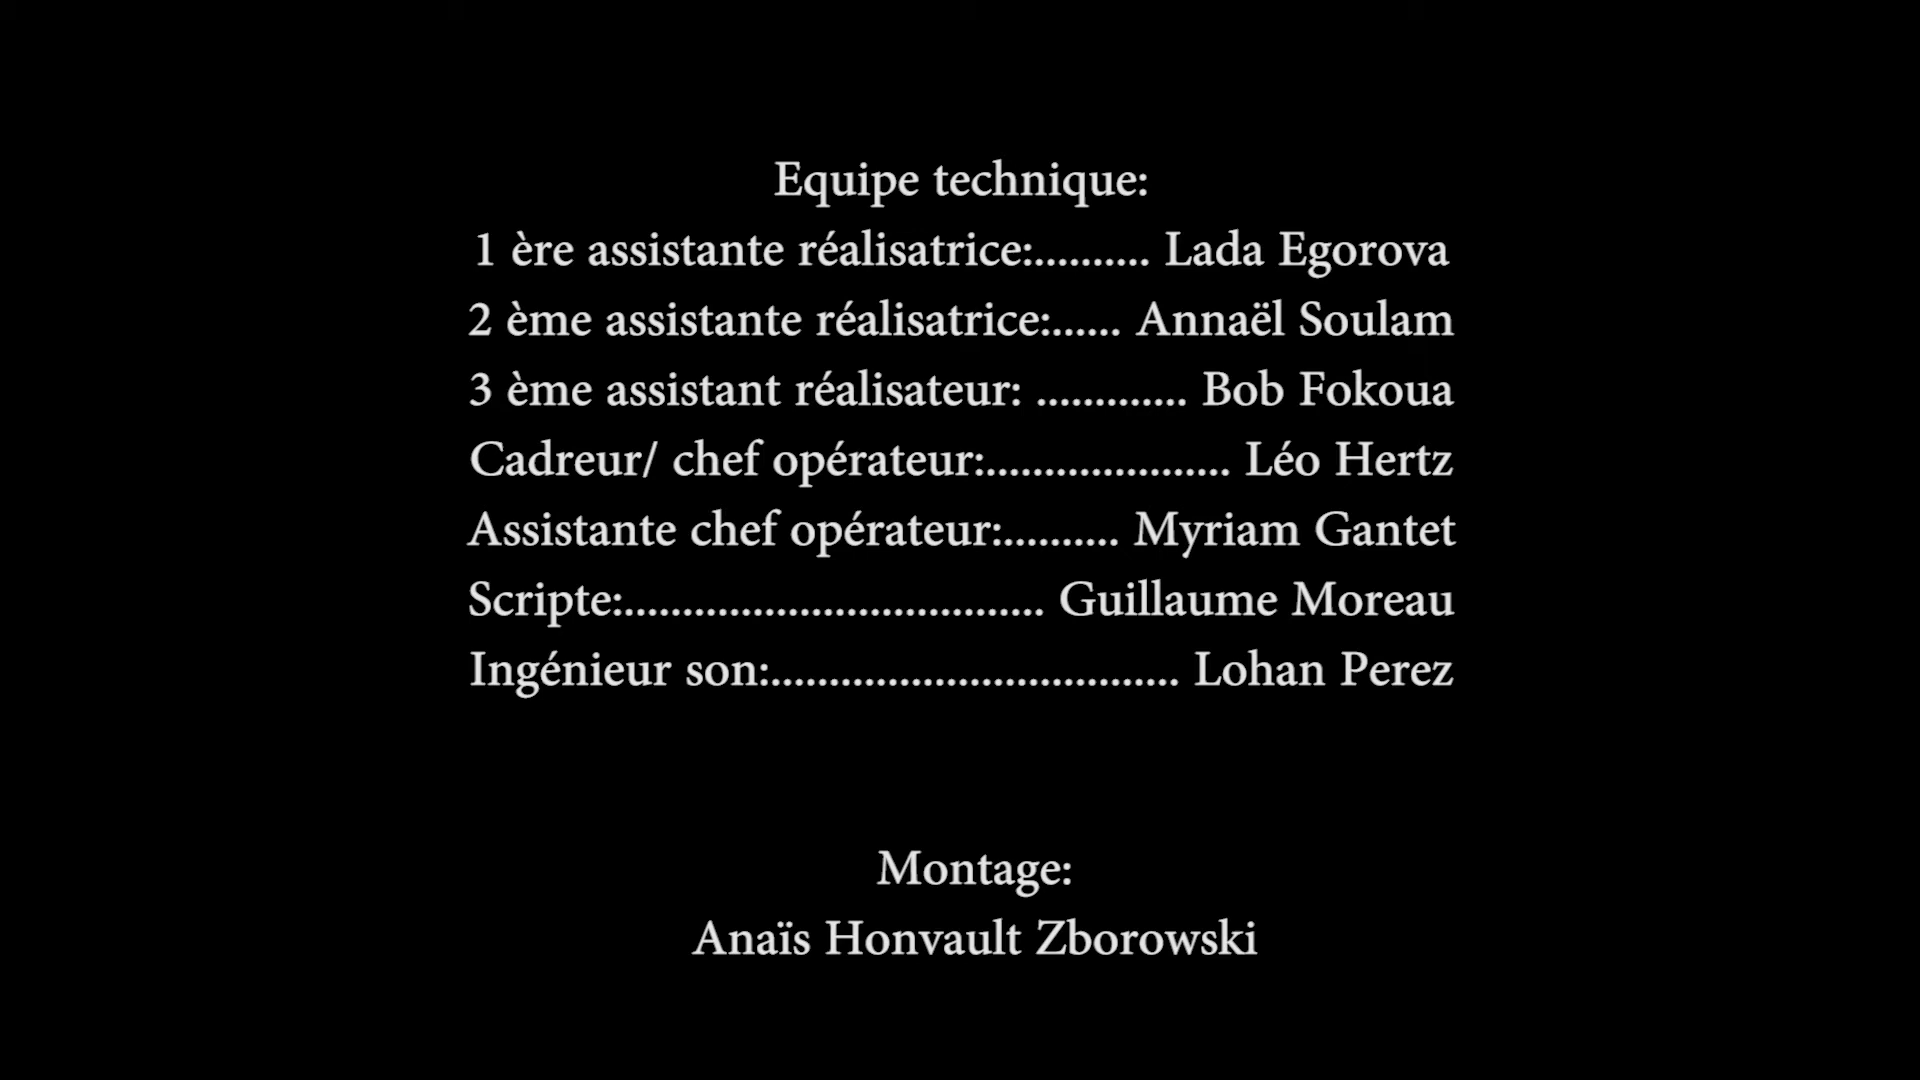 Equipe technique:
1 ère assistante réalisatrice:.......... Lada Egorova
2 ème assistante réalisatrice:...... Annaël Soulam
3 ème assistant réalisateur: ............. Bob Fokoua
Cadreur/ chef opérateur:..................... Léo Hertz
Assistante chef opérateur:.......... Myriam Gantet
Scripte:.................................... Guillaume Moreau
Ingénieur son:................................... Lohan Perez
Montage:
Anaïs Honvault Zborowski